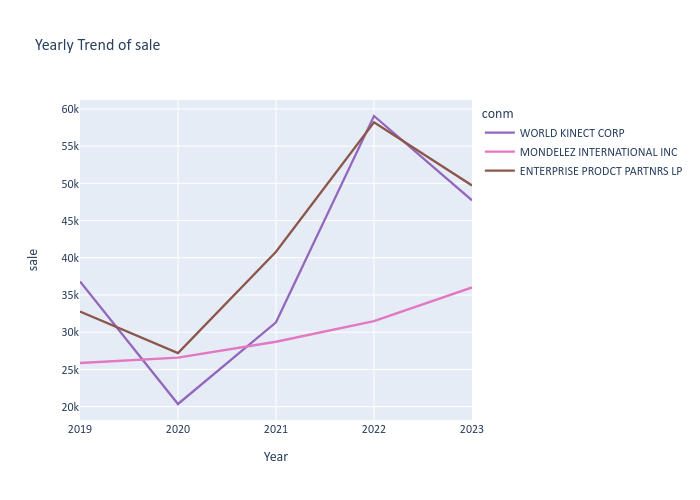 Yearly Trend of sale
conm
WORLD KINECT CORP
MONDELEZ INTERNATIONAL INC
ENTERPRISE PRODCT PARTNRS LP
60k
55k
50k
45k
40k
35k
30k
25k
20k
sale
2019 2020 2021 2022 2023
Year